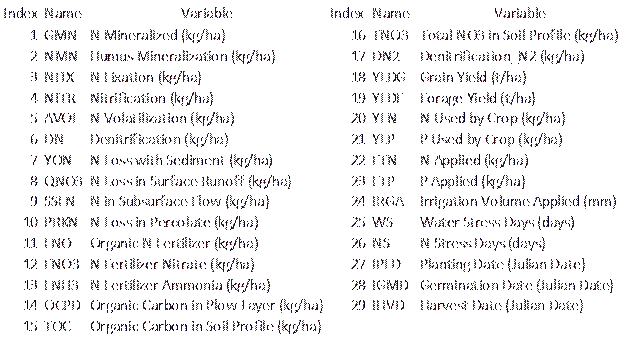 Index Name Variable Index Name Variable
1 GMN N Mineralized (kg/ha) 16 TNO3 Total NO3 in Soil Profile (kg/ha)
2 NMN Humus Mineralization (kg/ha) 17 DN2 Denitrification_N2 (kg/ha)
3 NFIX N Fixation (kg/ha) 18 YLDG Grain Yield (t/ha)
4 NITR Nitrification (kg/ha) 19 YLDF Forage Yield (t/ha)
5 AVOL N Volatilization (kg/ha) 20 YLN N Used by Crop (kg/ha)
6 DN Denitrification (kg/ha) 21 YLP P Used by Crop (kg/ha)
7 YON N Loss with Sediment (kg/ha) 22 FTN N Applied (kg/ha)
8 QNO3 N Loss in Surface Runoff (kg/ha) 23 FTP P Applied (kg/ha)
9 SSFN N in Subsurface Flow (kg/ha) 24 IRGA Irrigation Volume Applied (mm)
10 PRKN N Loss in Percolate (kg/ha) 25 WS Water Stress Days (days)
11 FNO Organic N Fertilizer (kg/ha) 26 NS N Stress Days (days)
12 FNO3 N Fertilizer Nitrate (kg/ha) 27 IPLD Planting Date (Julian Date)
13 FNH3 N Fertilizer Ammonia (kg/ha) 28 IGMD Germination Date (Julian Date)
14 OCPD Organic Carbon in Plow Layer (kg/ha) 29 IHVD Harvest Date (Julian Date)
15 TOC Organic Carbon in Soil Profile (kg/ha)